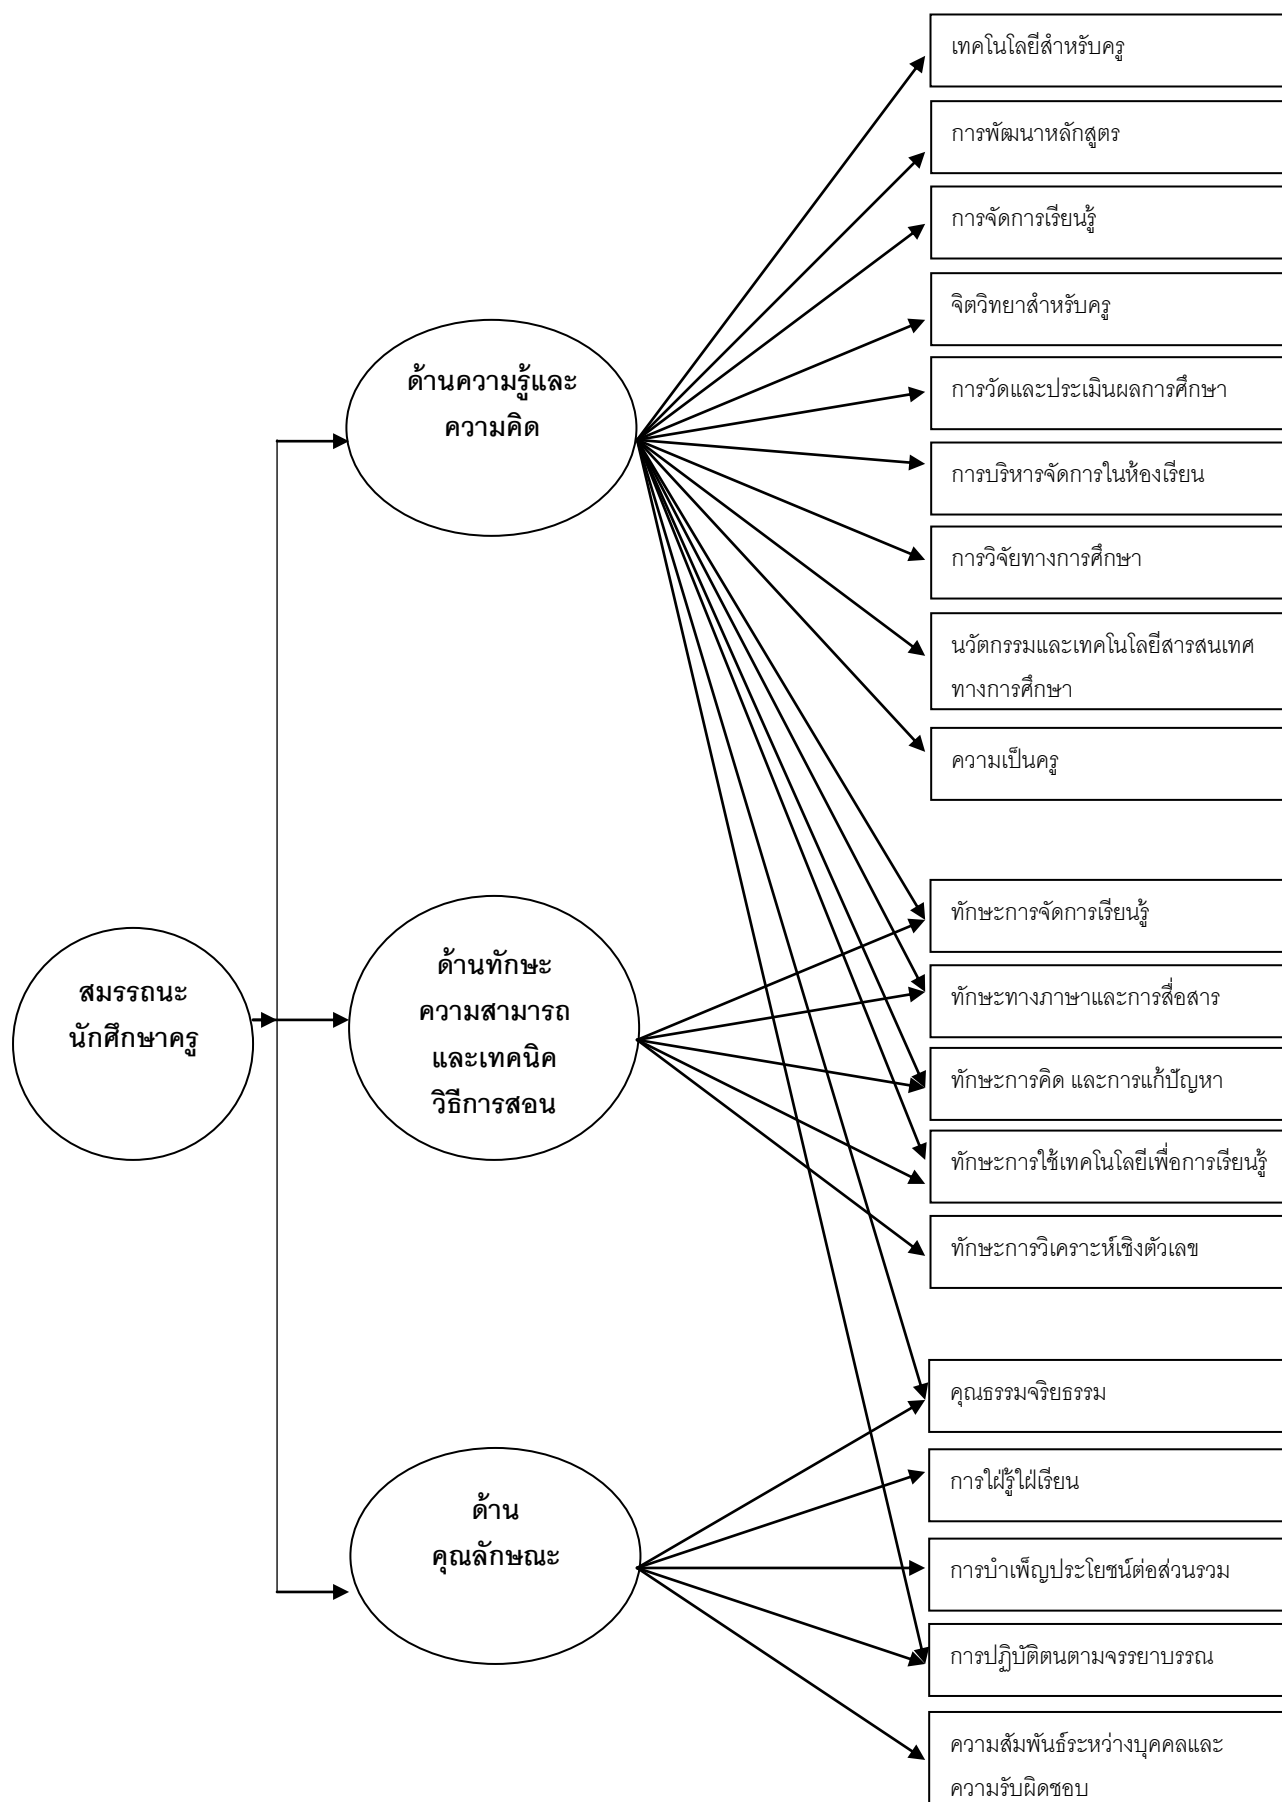 เทคโนโลยีสำหรับครู
การพัฒนาหลักสูตร
การจัดการเรียนรู้
จิตวิทยาสำหรับครู
การวัดและประเมินผลการศึกษา
การบริหารจัดการในห้องเรียน
การวิจัยทางการศึกษา
นวัตกรรมและเทคโนโลยีสารสนเทศ
ทางการศึกษา
ความเป็นครู
ด้านความรู้และ
ความคิด
ทักษะการจัดการเรียนรู้
ทักษะทางภาษาและการสื่อสาร
ทักษะการคิด และการแก้ปัญหา
ทักษะการใช้เทคโนโลยีเพื่อการเรียนรู้
ทักษะการวิเคราะห์เชิงตัวเลข
ด้านทักษะ
ความสามารถ
และเทคนิค
วิธีการสอน
สมรรถนะ
นักศึกษาครู
คุณธรรมจริยธรรม
การใฝ่รู้ใฝ่เรียน
การบำเพ็ญประโยชน์ต่อส่วนรวม
การปฏิบัติตนตามจรรยาบรรณ
ความสัมพันธ์ระหว่างบุคคลและ
ความรับผิดชอบ
ด้าน
คุณลักษณะ